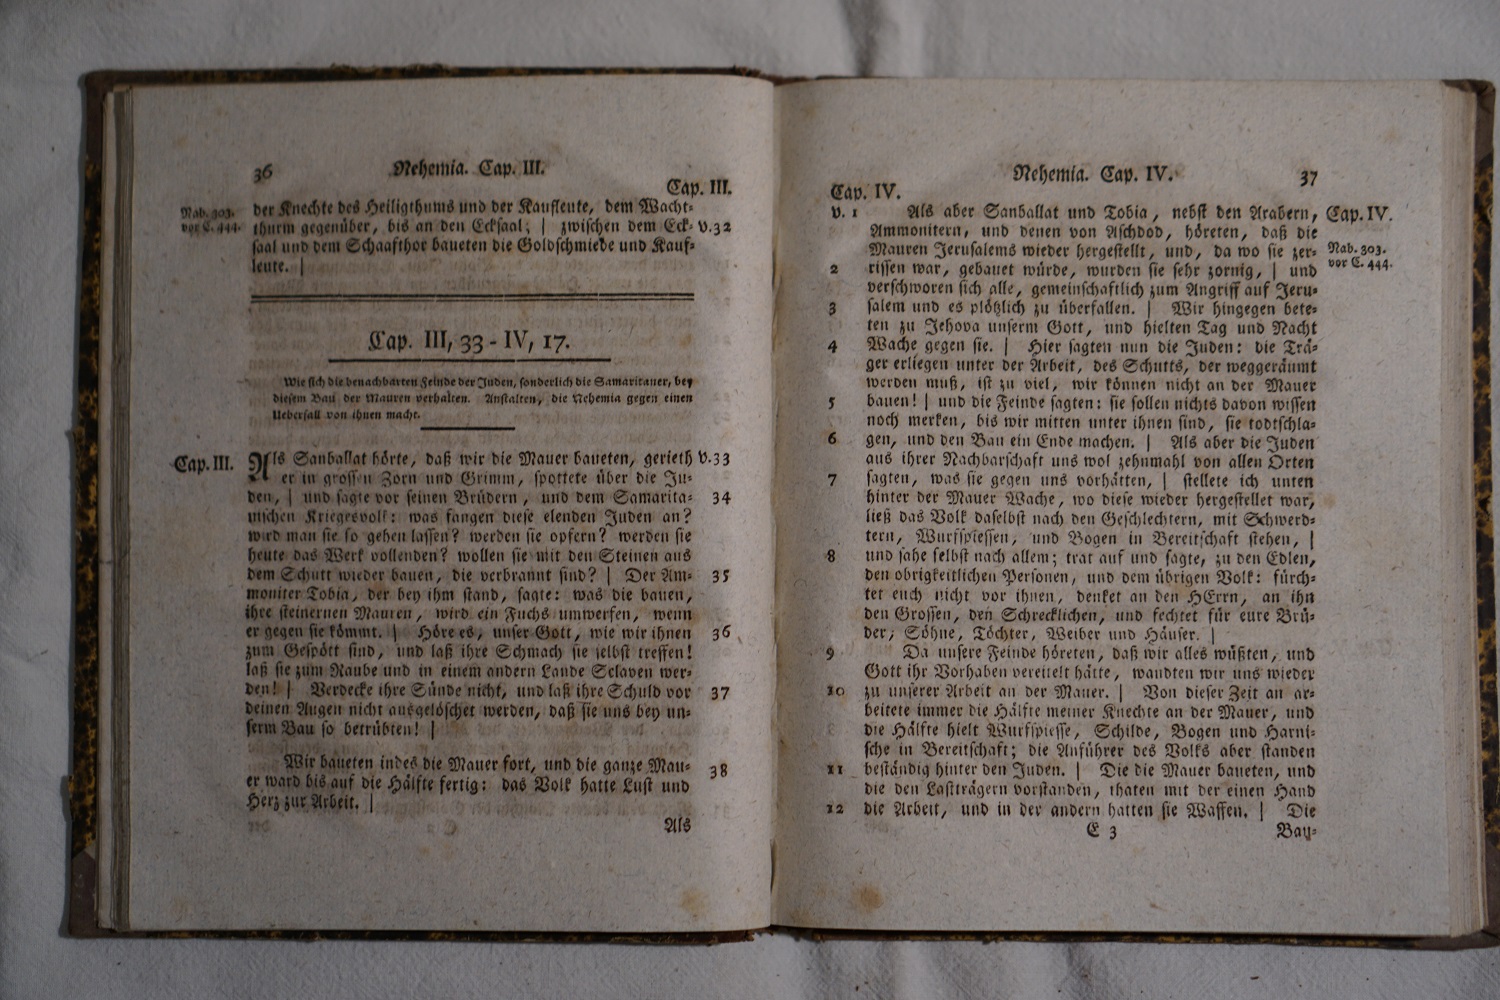 36
Nehemia. Cap. III.
Cap. III.
Nab. 303.
vor C. 444.
der Knechte des Heiligthums und der Kaufleute, dem Wacht⸗
thurm gegenüber, bis an den Ecksaal; | zwischen dem Eck⸗ V. 32
saal und dem Schaafthor baueten die Goldschmiede und Kauf⸗
leute. |
Cap. III, 33 - IV, 17.
Wie sich die benachbarten Feinde der Juden, sonderlich die Samaritaner, bey
diesem Bau der Mauren verhalten. Anstalten, die Nehemia gegen einen
Ueberfall von ihnen macht.
Cap. III. Als Sanballat hörte, daß wir die Mauer baueten, gerieth V. 33
er in grossen Zorn und Grimm, spottete über die Ju⸗
den, | und sagte vor seinen Brüdern, und dem Samarita⸗ 34
nischen Kriegesvolk: was fangen diese elenden Juden an?
wird man sie so gehen lassen? werden sie opfern? werden sie
heute das Werk vollenden? wollen sie mit den Steinen aus
dem Schutt wieder bauen, die verbrannt sind? | Der Am⸗ 35
moniter Tobia, der bey ihm stand, sagte: was die bauen,
ihre steinernen Mauren, wird ein Fuchs umwerfen, wenn
er gegen sie kömmt. | Höre es, unser Gott, wie wir ihnen 36
zum Gespött sind, und laß ihre Schmach sie selbst treffen!
laß sie zum Raube und in einem andern Lande Sclaven wer⸗
den! | Verdecke ihre Sünde nicht, und laß ihre Schuld vor 37
deinen Augen nicht ausgelöschet werden, daß sie uns bey un⸗
serm Bau so betrübten! |
Wir baueten indes die Mauer fort, und die ganze Mau⸗ 38
er ward bis auf die Hälfte fertig: das Volk hatte Lust und
Herz zur Arbeit. |
Als
Nehemia. Cap. IV.
37
Cap. IV.
V. 1 Als aber Sanballat und Tobia, nebst den Arabern, Cap. IV.
Ammonitern, und denen von Aschdod, höreten, daß die
Mauren Jerusalems wieder hergestellt, und, da wo sie zer⸗ Nab. 303.
2 rissen war, gebauet würde, wurden sie sehr zornig, | und vor C. 444.
verschworen sich alle, gemeinschaftlich zum Angriff auf Jeru⸗
3 salem und es plötzlich zu überfallen. | Wir hingegen bete⸗
ten zu Jehova unserm Gott, und hielten Tag und Nacht
4 Wache gegen sie. | Hier sagten nun die Juden: die Trä⸗
ger erliegen unter der Arbeit, des Schutts, der weggeräumt
werden muß, ist zu viel, wir können nicht an der Mauer
5 bauen! | und die Feinde sagten: sie sollen nichts davon wissen
noch merken, bis wir mitten unter ihnen sind, sie todtschla⸗
6 gen, und den Bau ein Ende machen. | Als aber die Juden
aus ihrer Nachbarschaft uns wol zehnmahl von allen Orten
7 sagten, was sie gegen uns vorhätten, | stellete ich unten
hinter der Mauer Wache, wo diese wieder hergestellet war,
ließ das Volk daselbst nach den Geschlechtern, mit Schwerd⸗
tern, Wurfspiessen, und Bogen in Bereitschaft stehen, |
8 und sahe selbst nach allem; trat auf und sagte, zu den Edlen,
den obrigkeitlichen Personen, und dem übrigen Volk: fürch⸗
tet euch nicht vor ihnen, denket an den HErrn, an ihn
den Grossen, den Schrecklichen, und fechtet für eure Brü⸗
der, Söhne, Töchter, Weiber und Häuser. |
9 Da unsere Feinde höreten, daß wir alles wüßten, und
Gott ihr Vorhaben vereitelt hätte, wandten wir uns wieder
10 zu unserer Arbeit an der Mauer. | Von dieser Zeit an ar⸗
beitete immer die Hälfte meiner Knechte an der Mauer, und
die Hälfte hielt Wurfspiesse, Schilde, Bogen und Harni⸗
sche in Bereitschaft; die Anführer des Volks aber standen
11 beständig hinter den Juden. | Die die Mauer baueten, und
die den Lastträgern vorstanden, thaten mit der einen Hand
12 die Arbeit, und in der andern hatten sie Waffen. | Die
C 3
Bau⸗